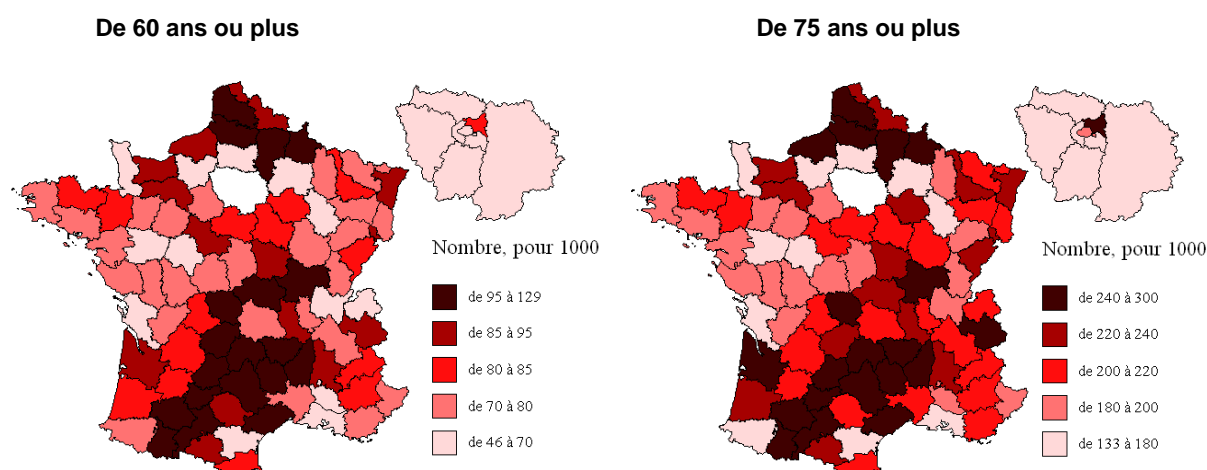 De 60 ans ou plus
De 75 ans ou plus
Nombre, pour 1000
de 95 à 129
de 85 à 95
de 80 à 85
de 70 à 80
de 46 à 70
Nombre, pour 1000
de 240 à 300
de 220 à 240
de 200 à 220
de 180 à 200
de 133 à 180